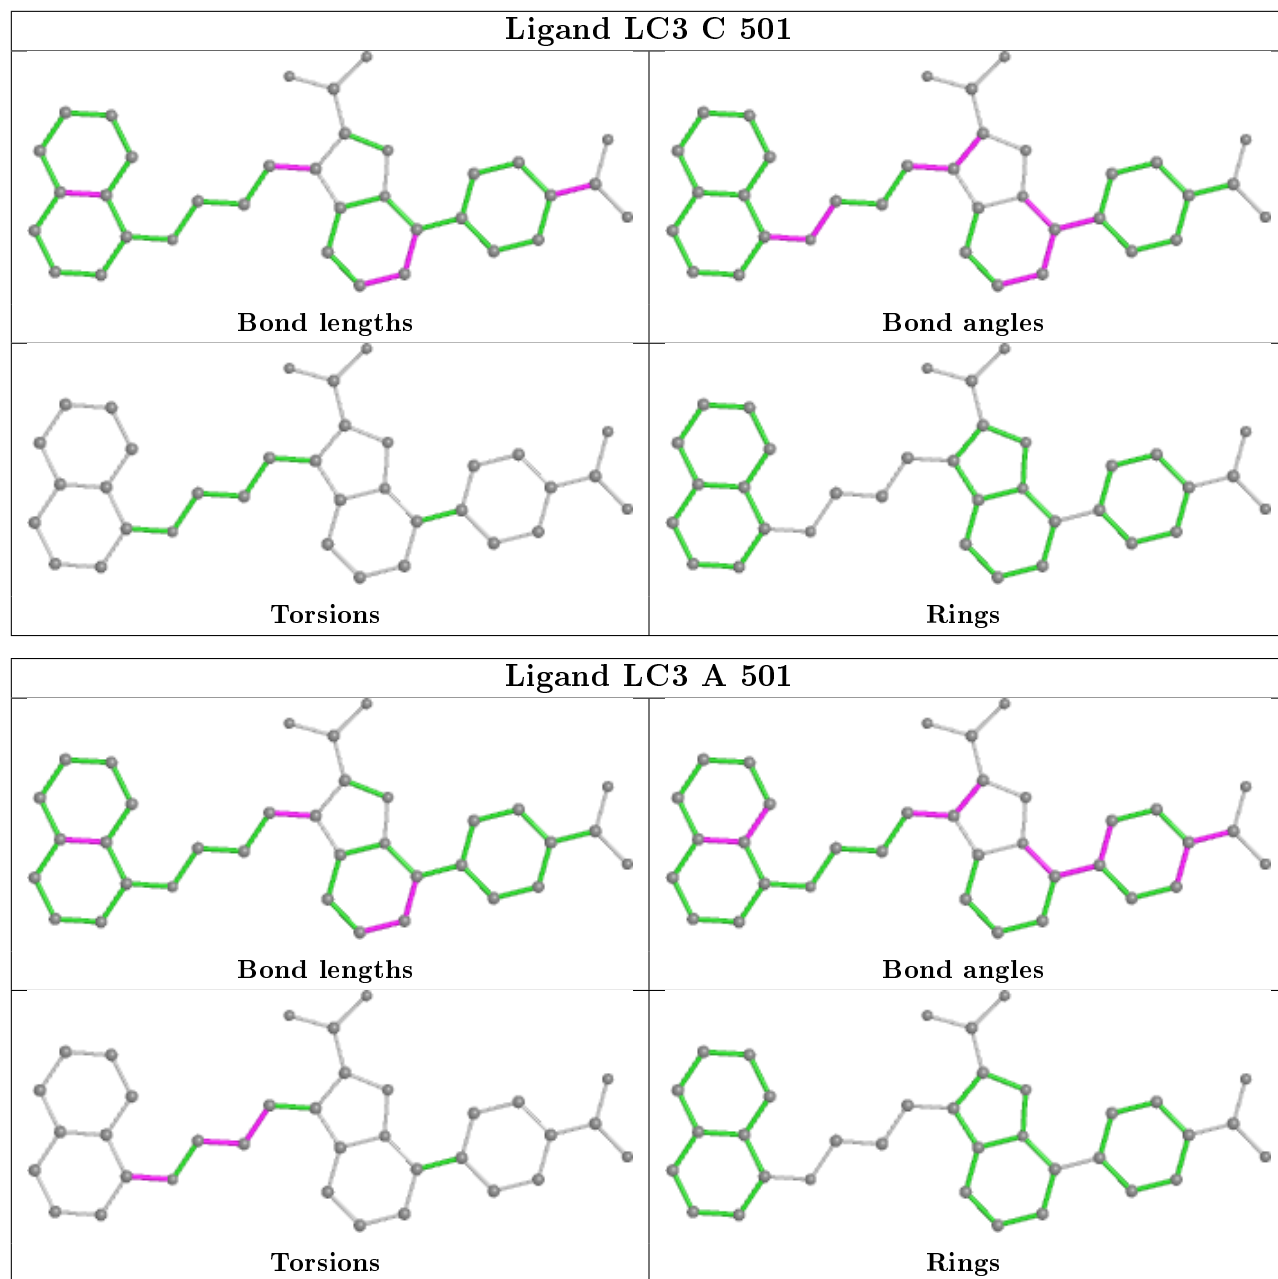 Ligand LC3 C 501
Bond lengths
Bond angles
Torsions
Rings
Ligand LC3 A 501
Bond lengths
Bond angles
Torsions
Rings